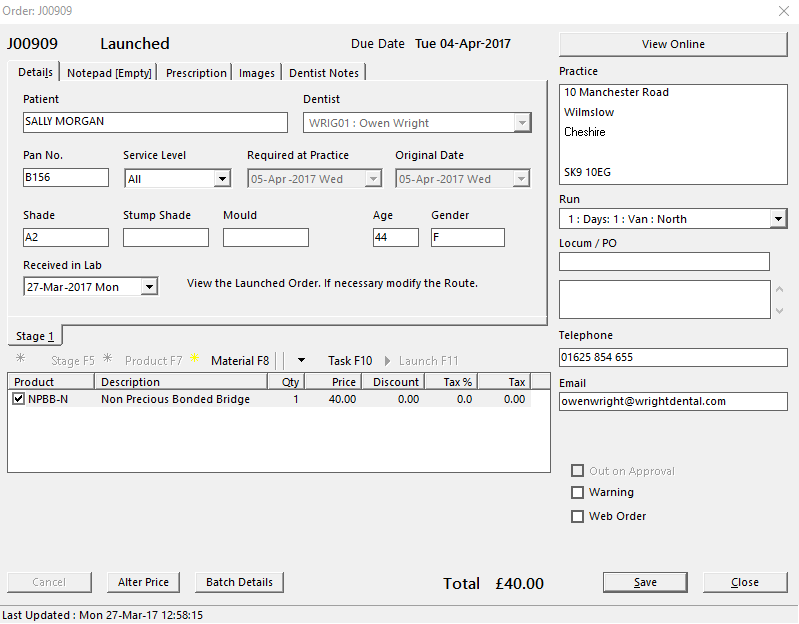 Order: J00909
J00909 Launched Due Date Tue 04-Apr-2017
View Online
Details Notepad [Empty] Prescription Images Dentist Notes
Practice
10 Manchester Road
Wilmslow
Cheshire
SK9 10EG
Patient Dentist
SALLY MORGAN WRIG01 : Owen Wright
Pan No. Service Level Required at Practice Original Date
B156 All 05-Apr-2017 Wed 05-Apr-2017 Wed
Run
1 : Days: 1 : Van : North
Shade Stump Shade Mould Age Gender
A2 44 F
Locum / PO
Received in Lab
27-Mar-2017 Mon View the Launched Order. If necessary modify the Route.
Stage 1
Telephone
01625 854 655
Stage F5 Product F7 Material F8 Task F10 Launch F11
Email
owenwright@wrightdental.com
Product Description Qty Price Discount Tax % Tax
NPBB-N Non Precious Bonded Bridge 1 40.00 0.00 0.0 0.00
Out on Approval
Warning
Web Order
Cancel Alter Price Batch Details Total £40.00 Save Close
Last Updated : Mon 27-Mar-17 12:58:15